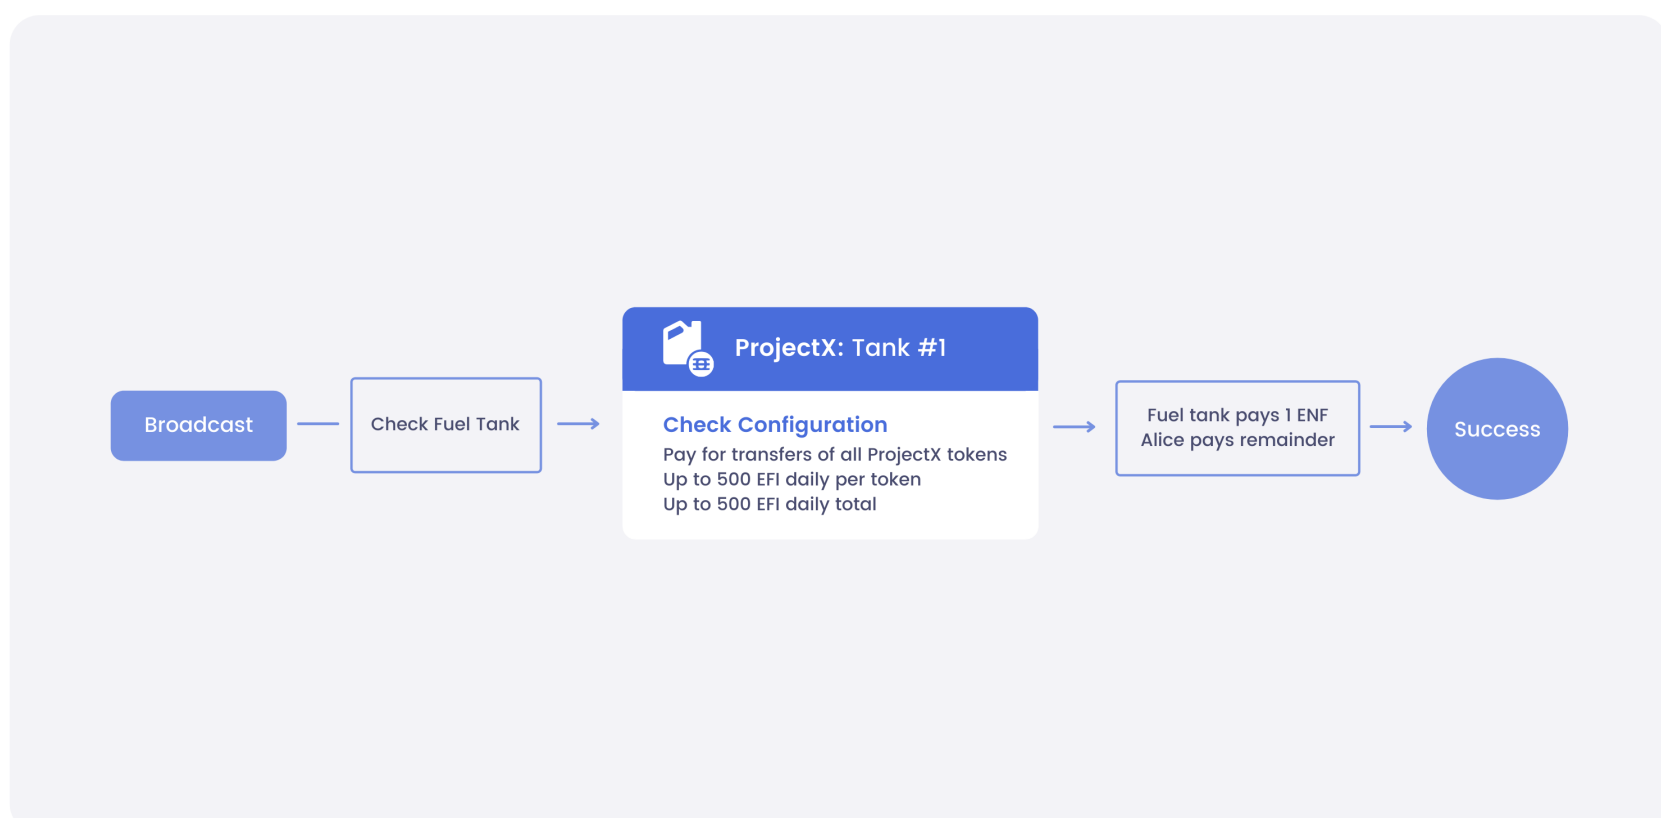 Broadcast
Check Fuel Tank
ProjectX: Tank #1
Check Configuration
Pay for transfers of all ProjectX tokens
Up to 500 EFI daily per token
Up to 500 EFI daily total
Fuel tank pays 1 ENF
Alice pays remainder
Success